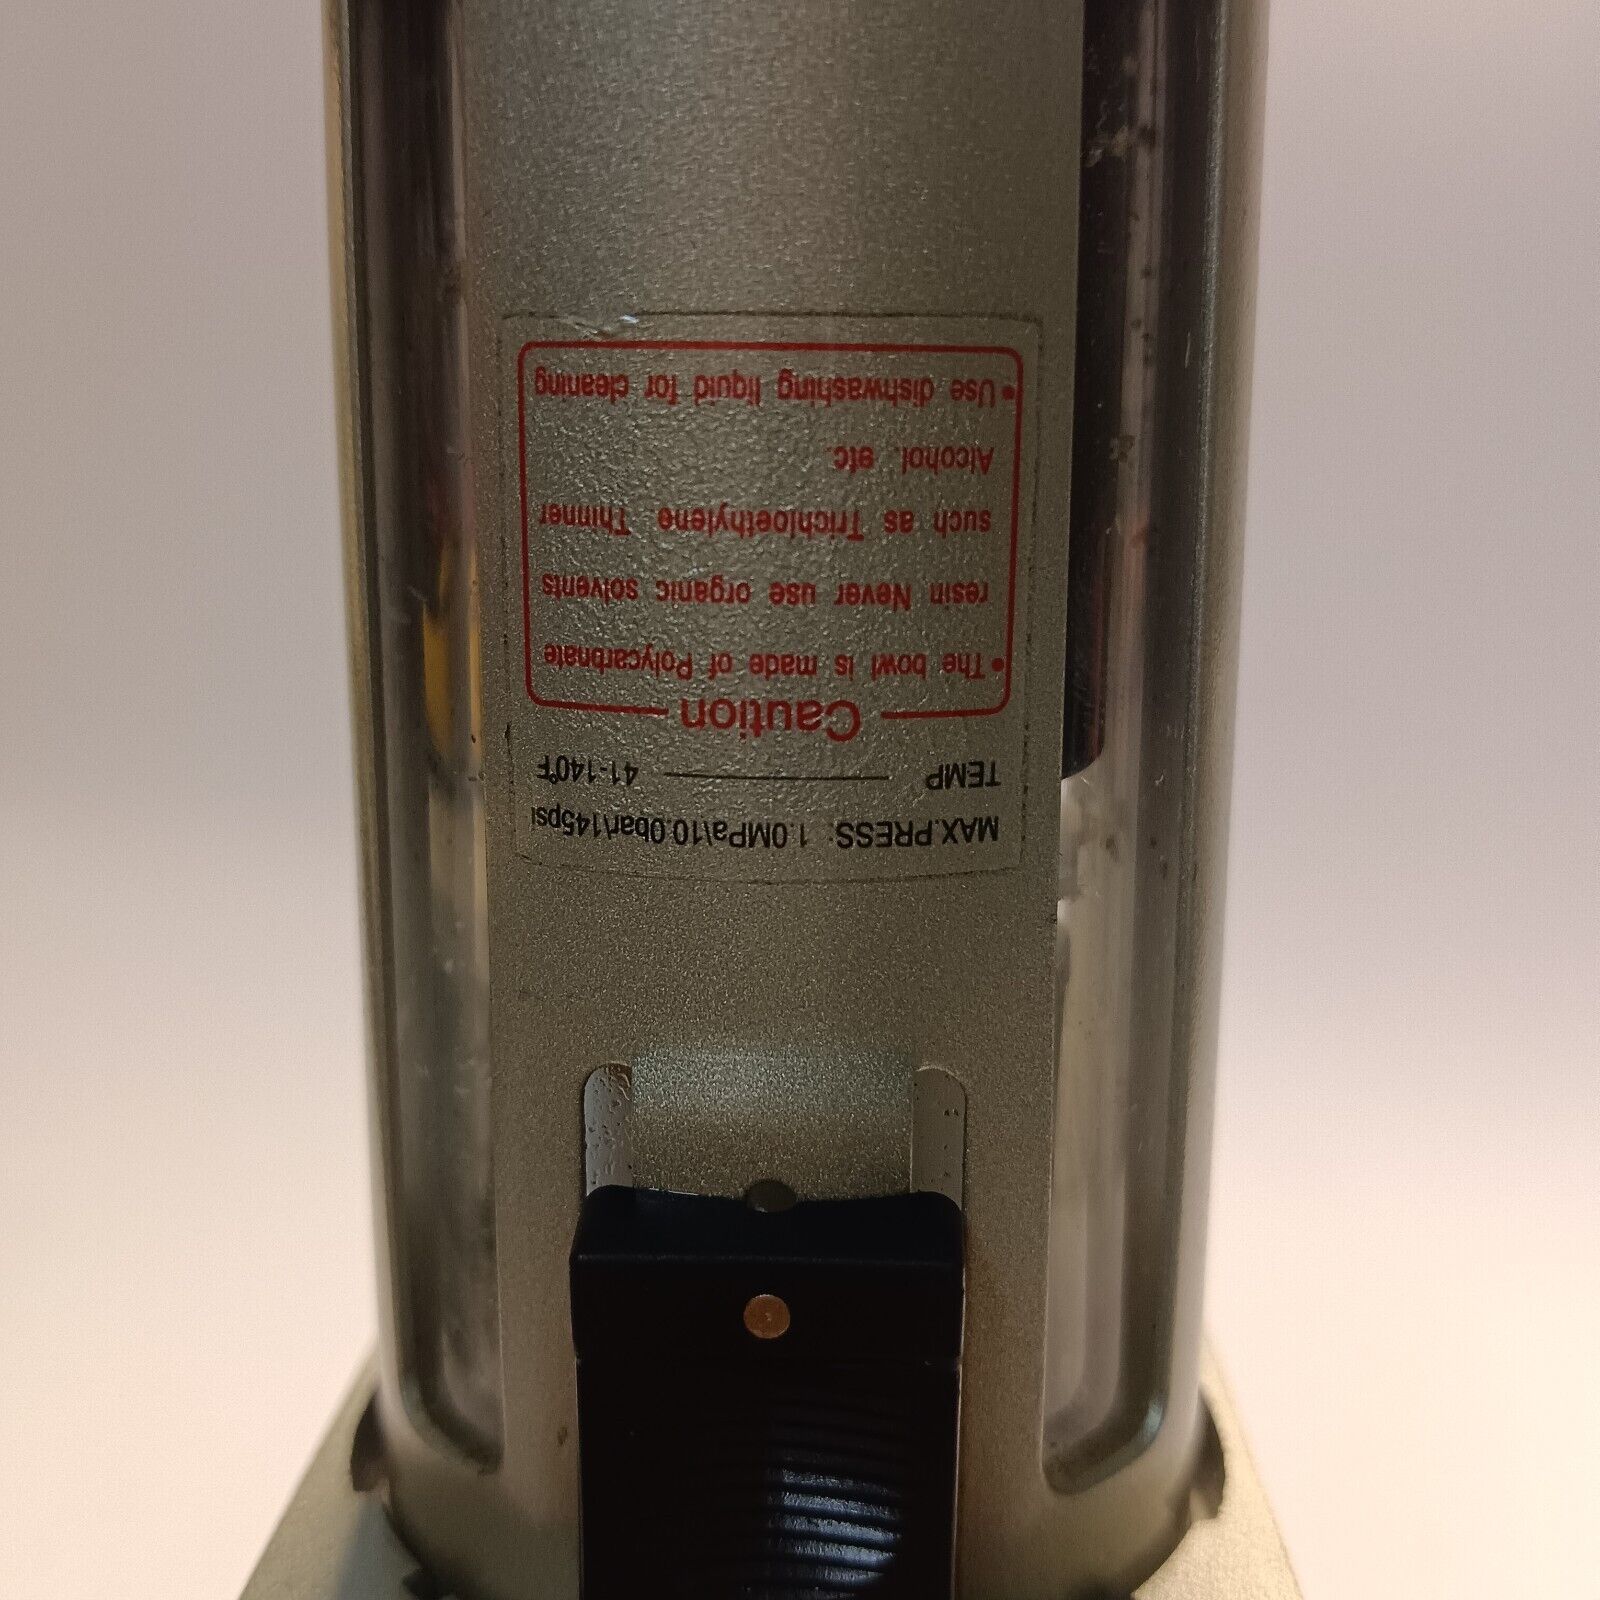 MAX.PRESS: 1.0MPa\10.0bar\145psi
TEMP 41-140°F
Caution
• The bowl is made of Polycarbnate
resin Never use organic solvents
such as Trichloethylene. Thinner
Alcohol. etc.
• Use dishwashing liquid for cleaning